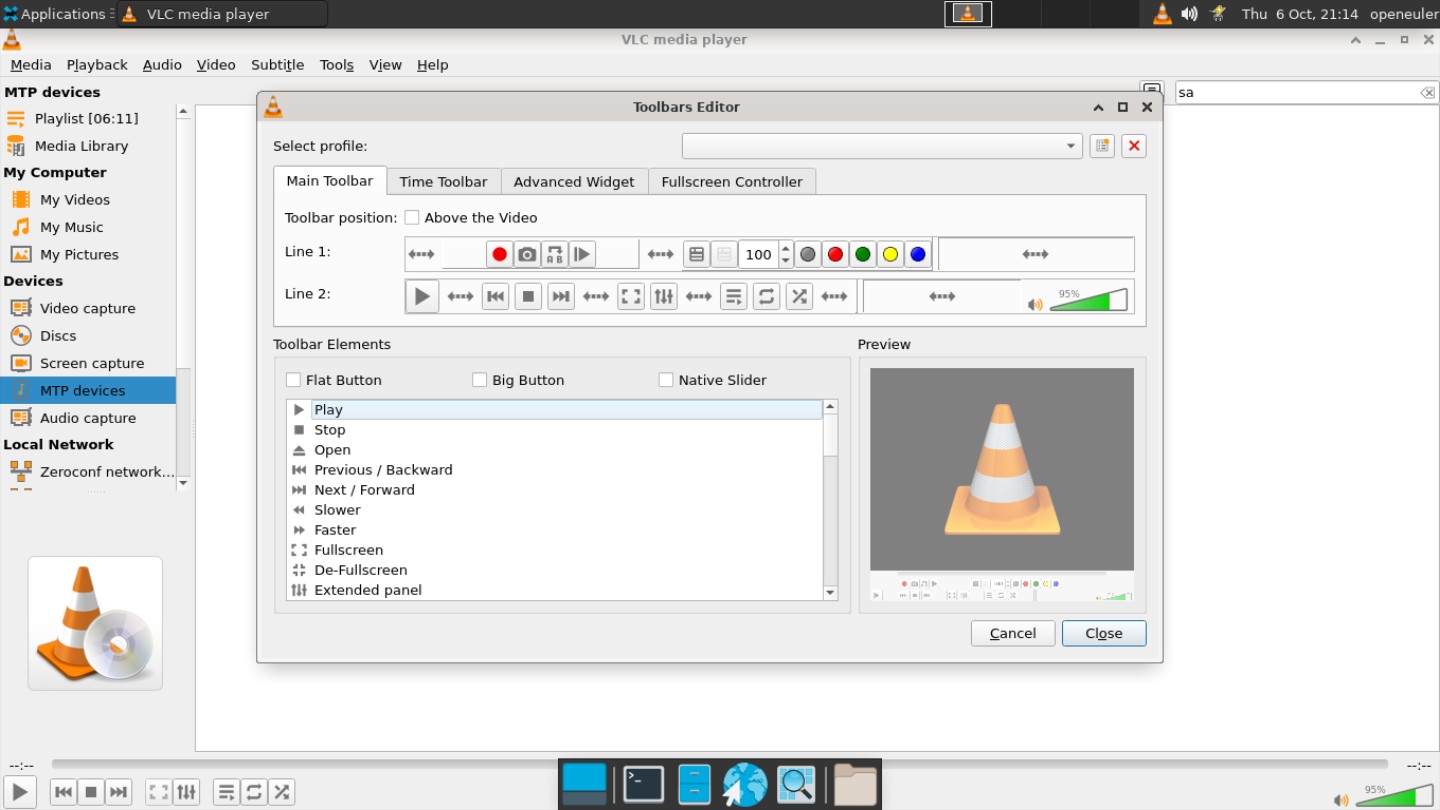 Applications
VLC media player
Thu 6 Oct, 21:14
openeuler
VLC media player
Media
Playback
Audio
Video
Subtitle
Tools
View
Help
MTP devices
sa
Playlist [06:11]
Media Library
My Computer
My Videos
My Music
My Pictures
Devices
Video capture
Discs
Screen capture
MTP devices
Audio capture
Local Network
Zeroconf network...
Toolbars Editor
Select profile:
Main Toolbar
Time Toolbar
Advanced Widget
Fullscreen Controller
Toolbar position:
Above the Video
Line 1:
A B
100
Line 2:
95%
Toolbar Elements
Preview
Flat Button
Big Button
Native Slider
Play
Stop
Open
Previous / Backward
Next / Forward
Slower
Faster
Fullscreen
De-Fullscreen
Extended panel
Cancel
Close
--:--
--:--
95%